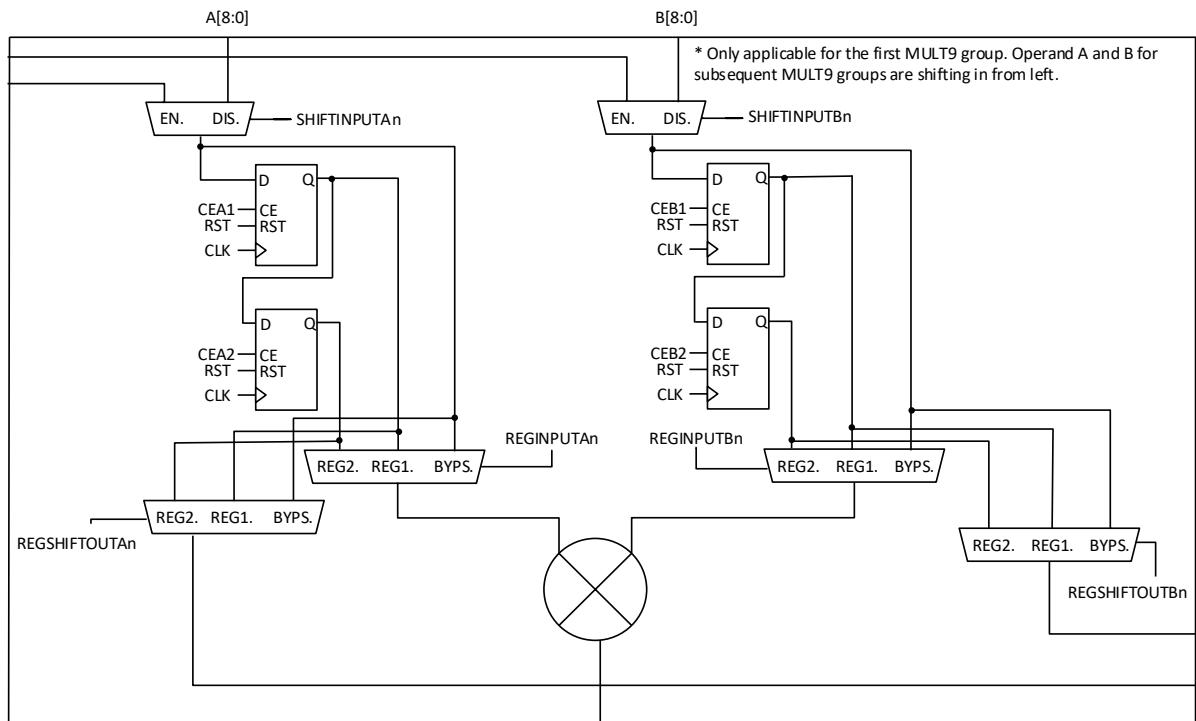 A[8:0]
B[8:0]
* Only applicable for the first MULT9 group. Operand A and B for
subsequent MULT9 groups are shifting in from left.
EN. DIS.
SHIFTINPUTAn
EN. DIS.
SHIFTINPUTBn
D Q
CEA1 CE
RST RST
CLK
D Q
CEB1 CE
RST RST
CLK
D Q
CEA2 CE
RST RST
CLK
D Q
CEB2 CE
RST RST
CLK
REGINPUTAn
REGINPUTBn
REG2. REG1. BYPS.
REG2. REG1. BYPS.
REG2. REG1. BYPS.
REGSHIFTOUTAn
REG2. REG1. BYPS.
REGSHIFTOUTBn